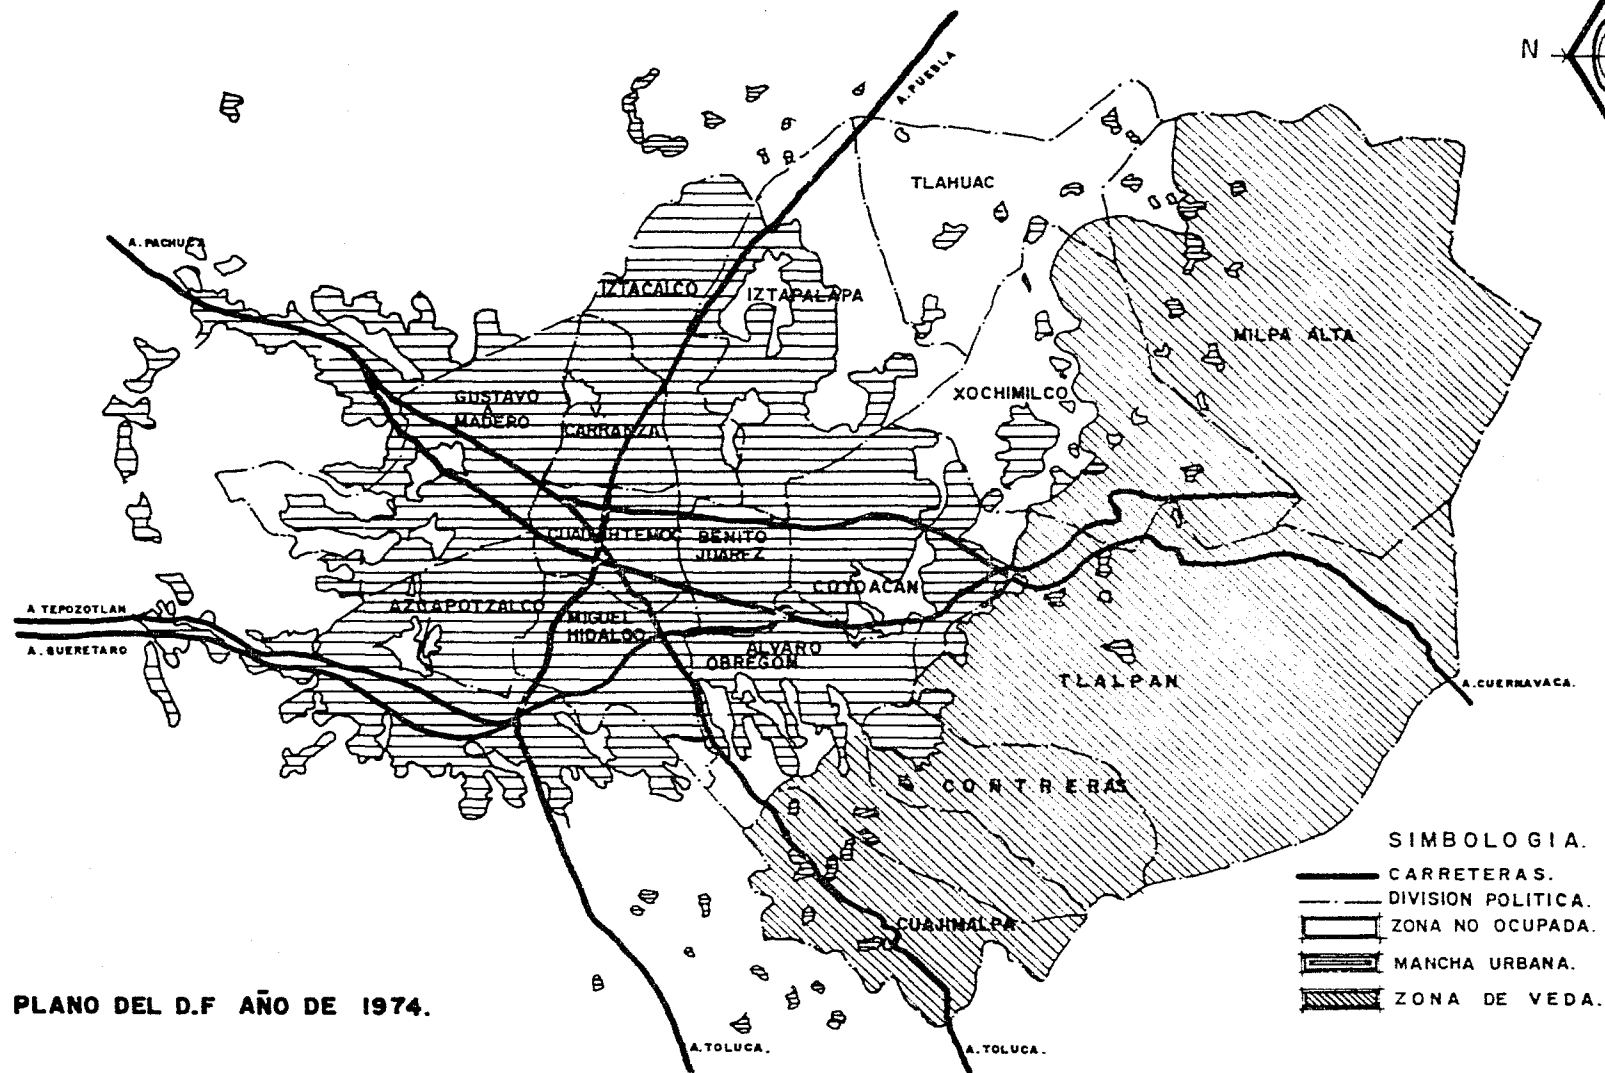 N
A. PUEBLA
TLAHUAC
A. PACHUCA
IZTACALCO
IZTAPALAPA
MILPA ALTA
GUSTAVO
A
MADERO
V.
CARRANZA
XOCHIMILCO
CUAUHTEMOC
BENITO
JUAREZ
COYOACAN
A TEPOZOTLAN
A. QUERETARO
AZCAPOTZALCO
MIGUEL
HIDALGO
ALVARO
OBREGON
TLALPAN
A. CUERNAVACA.
CONTRERAS
CUAJIMALPA
SIMBOLOGIA.
CARRETERAS.
DIVISION POLITICA.
ZONA NO OCUPADA.
MANCHA URBANA.
ZONA DE VEDA.
PLANO DEL D.F AÑO DE 1974.
A. TOLUCA.
A. TOLUCA.